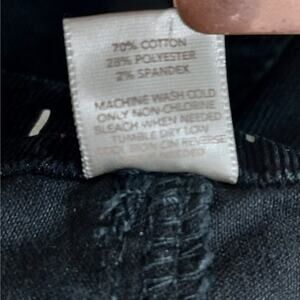 70% COTTON
28% POLYESTER
2% SPANDEX
MACHINE WASH COLD
ONLY NON-CHLORINE
BLEACH WHEN NEEDED
TUMBLE DRY LOW
COOL IRON ON REVERSE
NEEDED